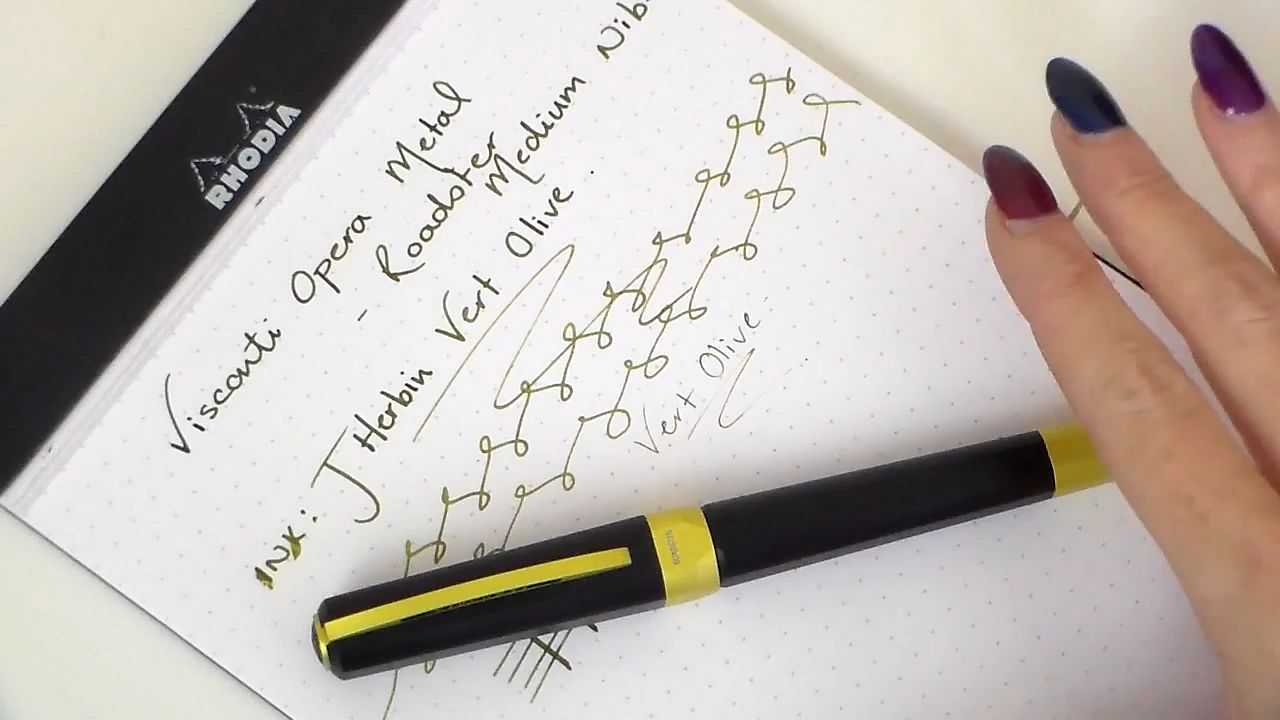 RHODIA
Visconti Opera Metal
- Roadster
Medium Nib
INK: J Herbin Vert Olive.
Vert Olive.